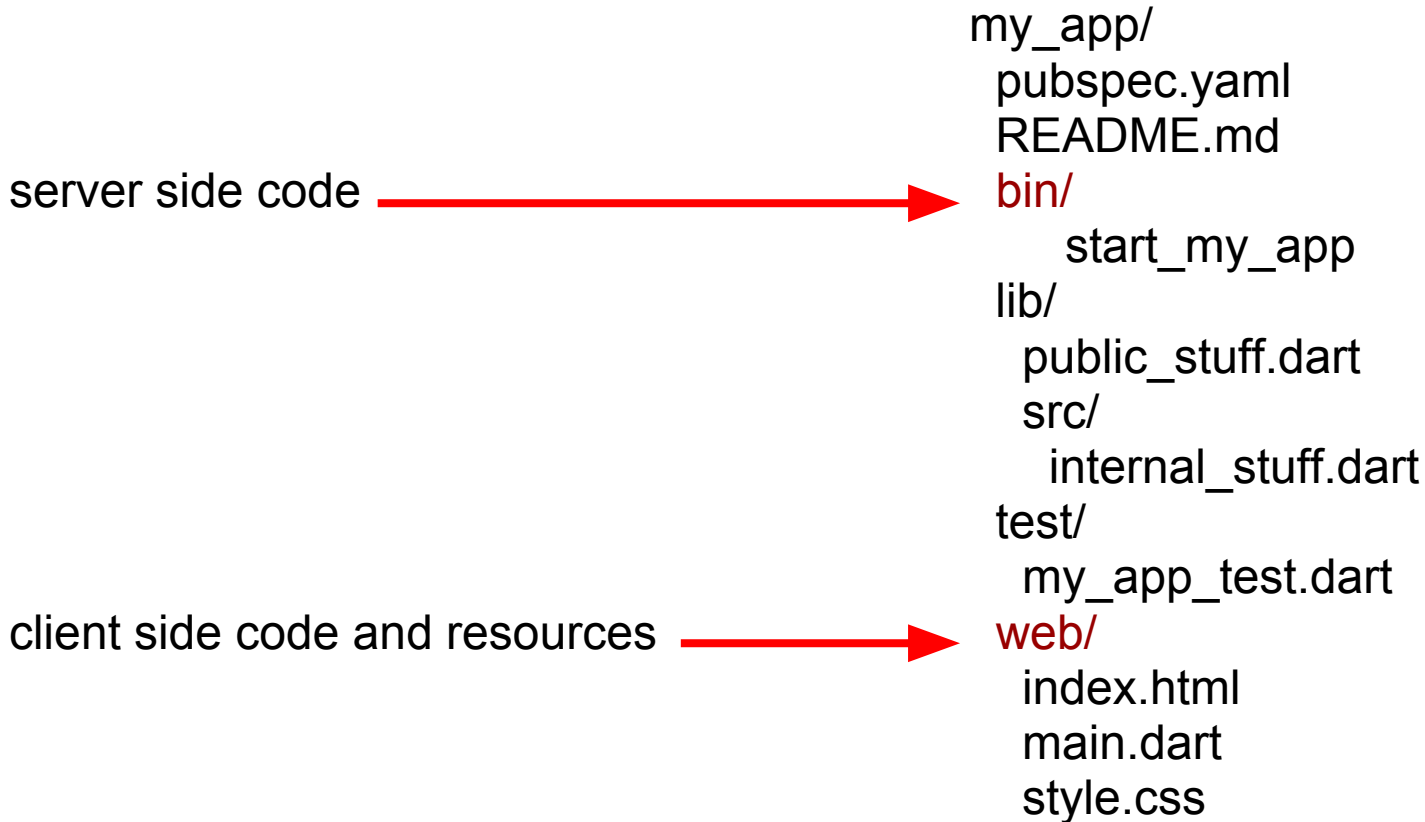 my_app/
pubspec.yaml
README.md
server side code bin/
start_my_app
lib/
public_stuff.dart
src/
internal_stuff.dart
test/
my_app_test.dart
client side code and resources web/
index.html
main.dart
style.css